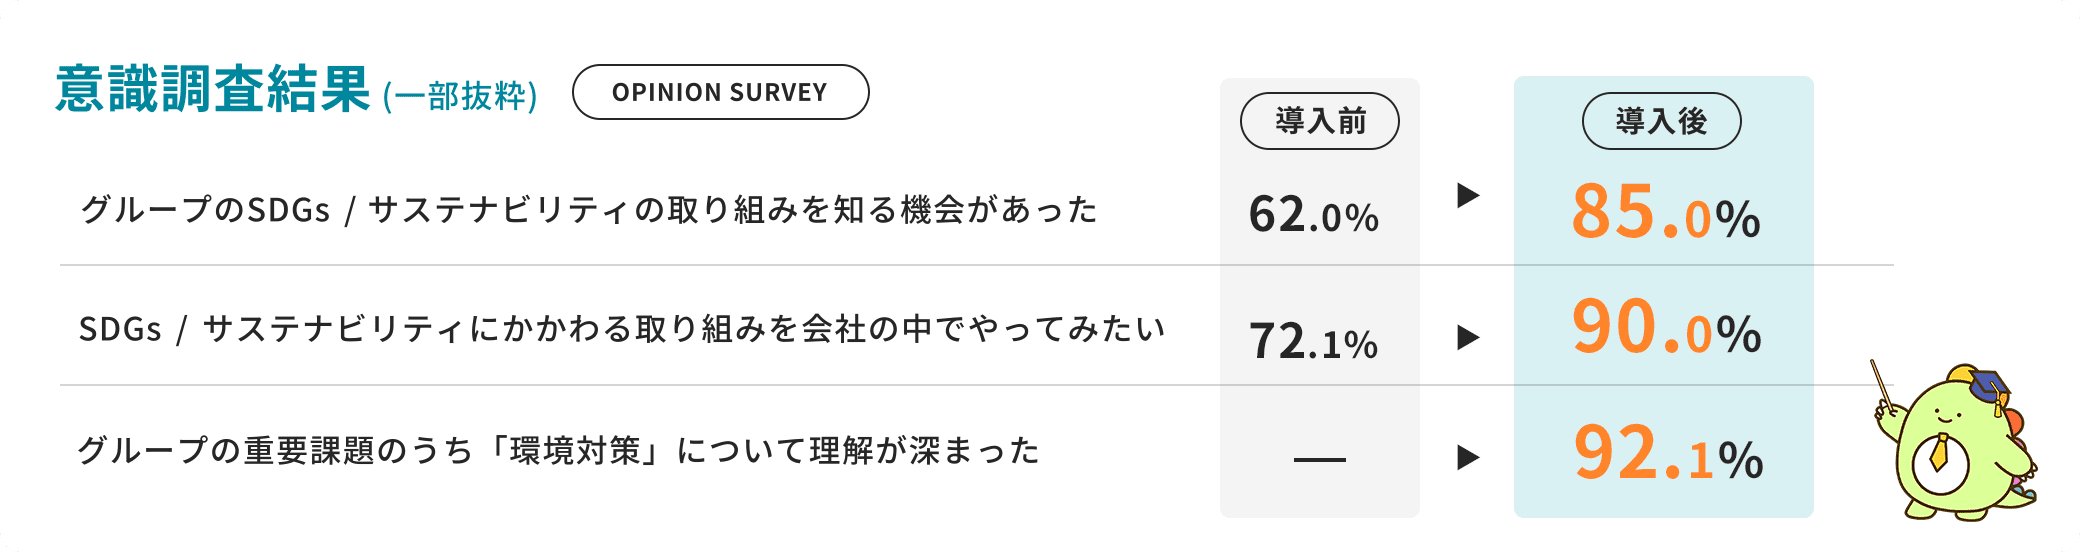 意識調査結果 (一部抜粋) OPINION SURVEY
導入前 導入後
グループのSDGs / サステナビリティの取り組みを知る機会があった 62.0% ▶ 85.0%
SDGs / サステナビリティにかかわる取り組みを会社の中でやってみたい 72.1% ▶ 90.0%
グループの重要課題のうち「環境対策」について理解が深まった — ▶ 92.1%